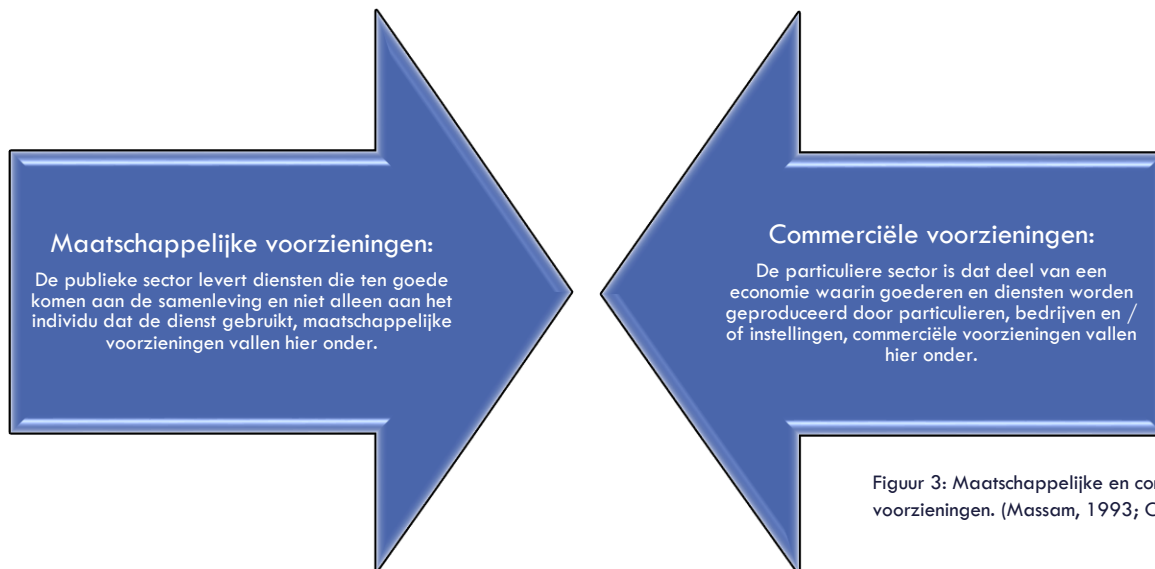 Maatschappelijke voorzieningen:
De publieke sector levert diensten die ten goede
komen aan de samenleving en niet alleen aan het
individu dat de dienst gebruikt, maatschappelijke
voorzieningen vallen hier onder.
Commerciële voorzieningen:
De particuliere sector is dat deel van een
economie waarin goederen en diensten worden
geproduceerd door particulieren, bedrijven en /
of instellingen, commerciële voorzieningen vallen
hier onder.
Figuur 3: Maatschappelijke en
voorzieningen. (Massam, 1993;